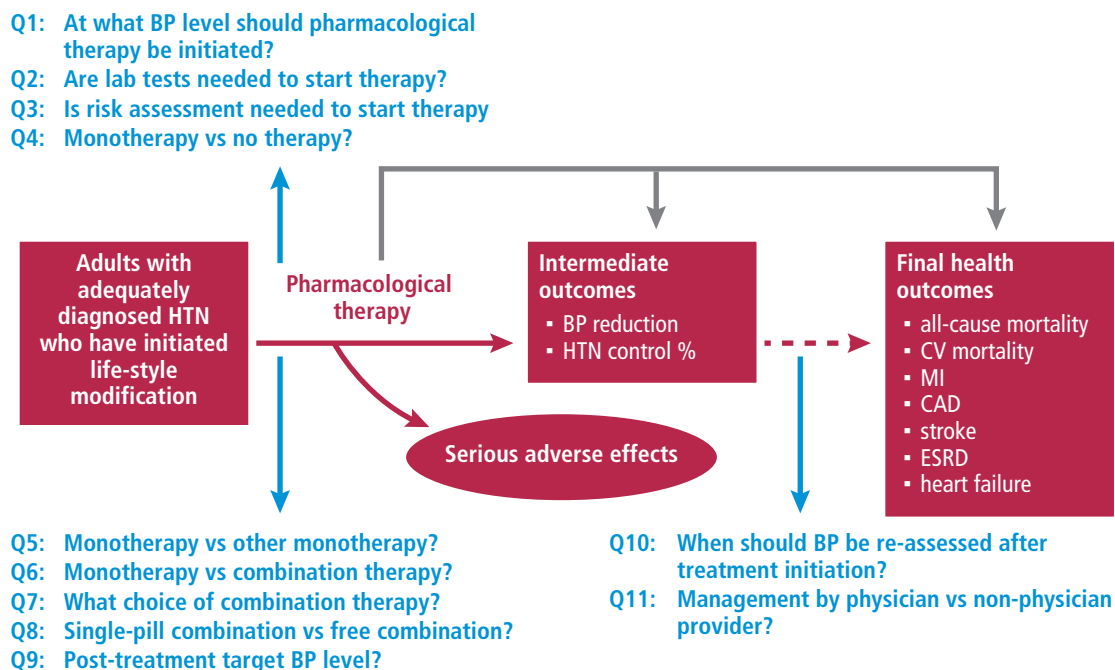 Q1: At what BP level should pharmacological
therapy be initiated?
Q2: Are lab tests needed to start therapy?
Q3: Is risk assessment needed to start therapy
Q4: Monotherapy vs no therapy?
Adults with
adequately
diagnosed HTN
who have initiated
life-style
modification
Pharmacological
therapy
Intermediate
outcomes
▪ BP reduction
▪ HTN control %
Final health
outcomes
▪ all-cause mortality
▪ CV mortality
▪ MI
▪ CAD
▪ stroke
▪ ESRD
▪ heart failure
Serious adverse effects
Q5: Monotherapy vs other monotherapy?
Q6: Monotherapy vs combination therapy?
Q7: What choice of combination therapy?
Q8: Single-pill combination vs free combination?
Q9: Post-treatment target BP level?
Q10: When should BP be re-assessed after
treatment initiation?
Q11: Management by physician vs non-physician
provider?